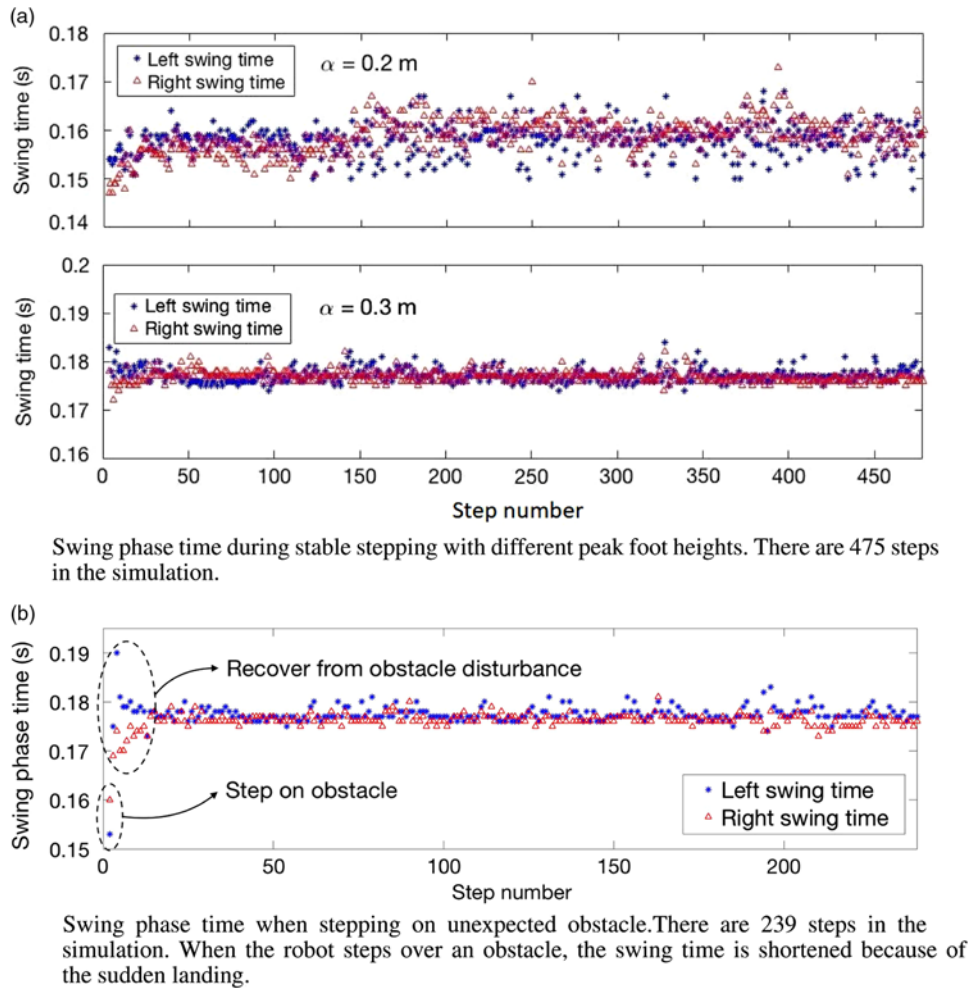 (a)
0.18
0.17
0.16
0.15
0.14
Swing time (s)
Left swing time
Right swing time
α = 0.2 m
0.2
0.19
0.18
0.17
0.16
Swing time (s)
Left swing time
Right swing time
α = 0.3 m
0 50 100 150 200 250 300 350 400 450
Step number
Swing phase time during stable stepping with different peak foot heights. There are 475 steps
in the simulation.
(b)
0.19
0.18
0.17
0.16
0.15
Swing phase time (s)
Recover from obstacle disturbance
Step on obstacle
Left swing time
Right swing time
0 50 100 150 200
Step number
Swing phase time when stepping on unexpected obstacle.There are 239 steps in the
simulation. When the robot steps over an obstacle, the swing time is shortened because of
the sudden landing.